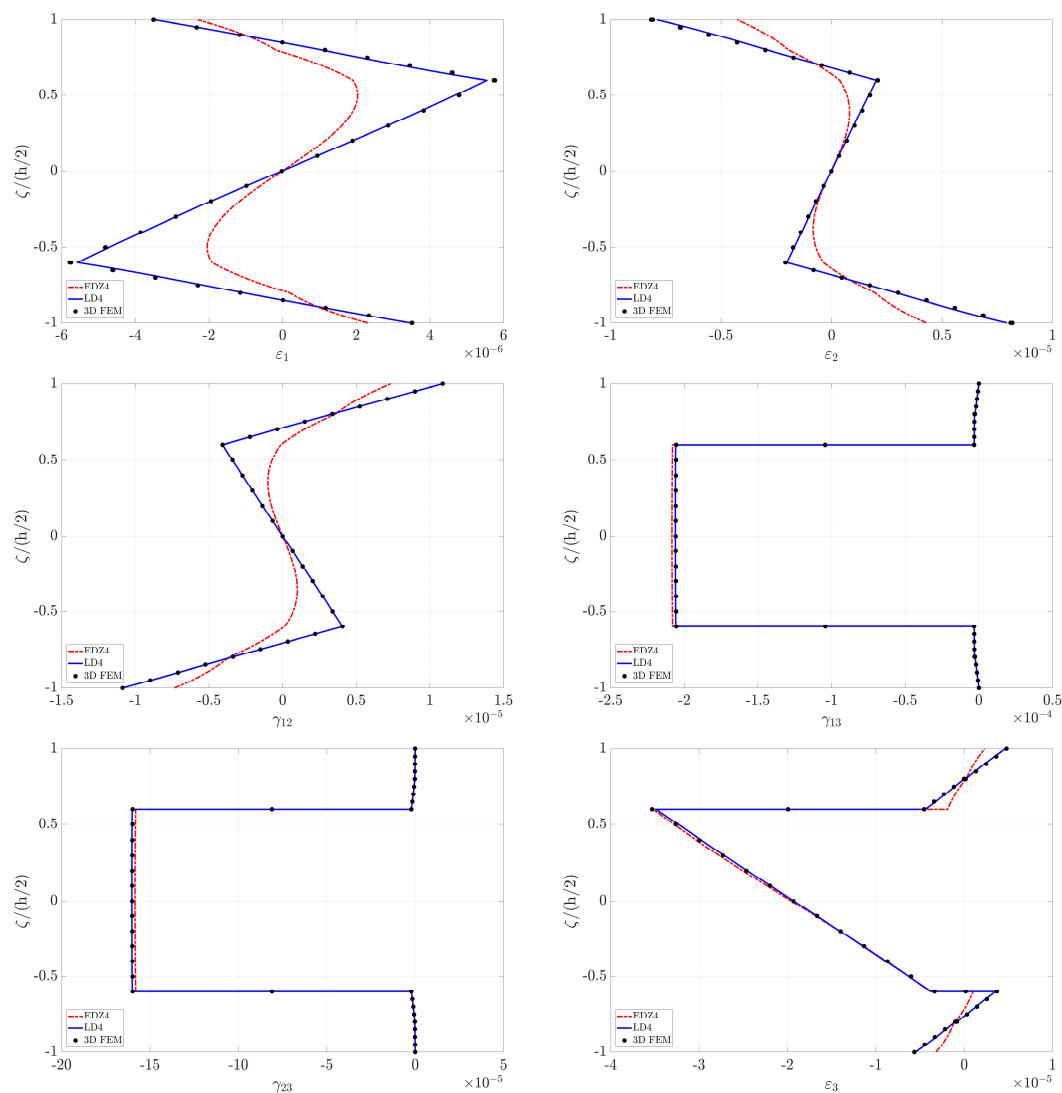 1
0.5
0
-0.5
-1
ζ/(h/2)
EDZ4
LD4
3D FEM
-6
-4
-2
0
2
4
6
ε₁
×10⁻⁶
1
0.5
0
-0.5
-1
ζ/(h/2)
EDZ4
LD4
3D FEM
-1
-0.5
0
0.5
1
ε₂
×10⁻⁵
1
0.5
0
-0.5
-1
ζ/(h/2)
EDZ4
LD4
3D FEM
-1.5
-1
-0.5
0
0.5
1
1.5
γ₁₂
×10⁻⁵
1
0.5
0
-0.5
-1
ζ/(h/2)
EDZ4
LD4
3D FEM
-2.5
-2
-1.5
-1
-0.5
0
0.5
γ₁₃
×10⁻⁴
1
0.5
0
-0.5
-1
ζ/(h/2)
EDZ4
LD4
3D FEM
-20
-15
-10
-5
0
5
γ₂₃
×10⁻⁵
1
0.5
0
-0.5
-1
ζ/(h/2)
EDZ4
LD4
3D FEM
-4
-3
-2
-1
0
1
ε₃
×10⁻⁵